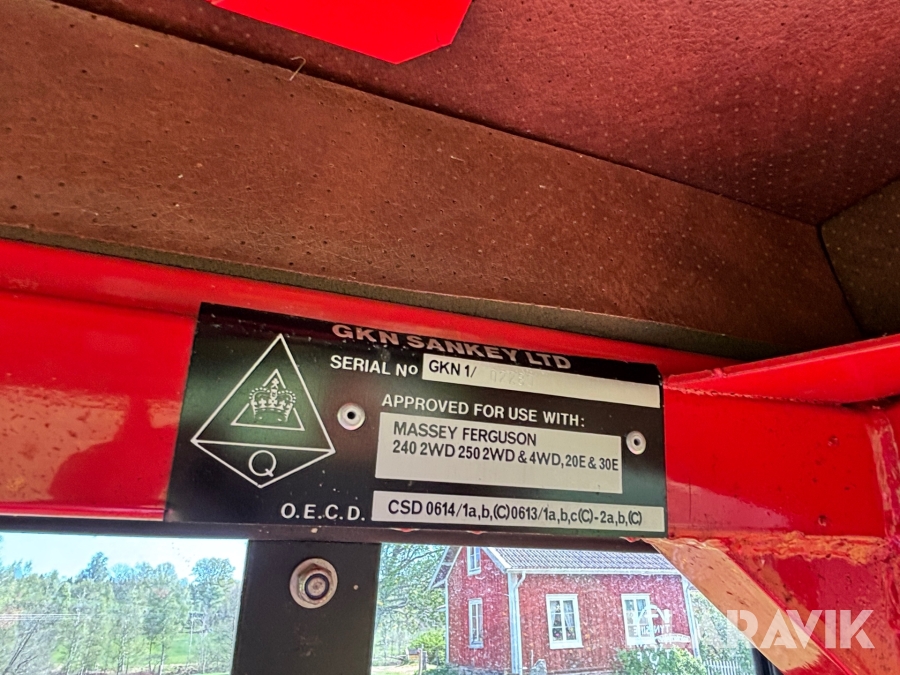 GKN SANKEY LTD
SERIAL No GKN 1/
APPROVED FOR USE WITH:
MASSEY FERGUSON
240 2WD 250 2WD & 4WD, 20E & 30E
Q
O.E.C.D. CSD 0614/1a,b,(C)0613/1a,b,c(C)-2a,b,(C)
KLARAVIK